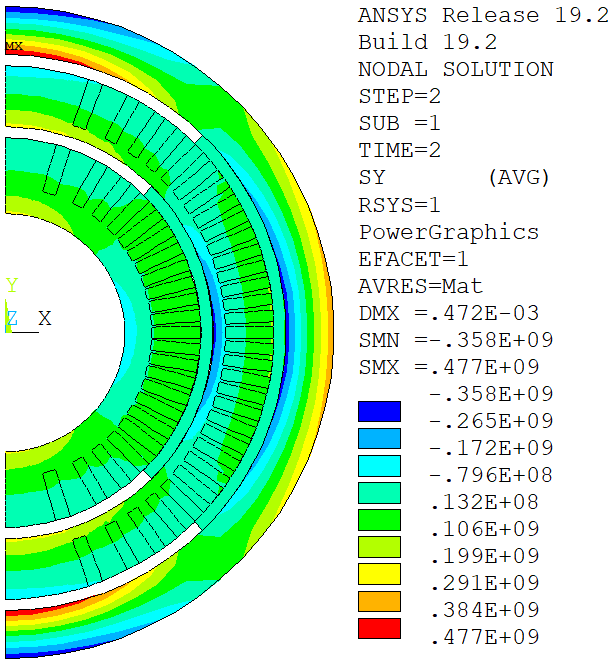 ANSYS Release 19.2
Build 19.2
NODAL SOLUTION
STEP=2
SUB =1
TIME=2
SY (AVG)
RSYS=1
PowerGraphics
EFACET=1
AVRES=Mat
DMX =.472E-03
SMN =-.358E+09
SMX =.477E+09
-.358E+09
-.265E+09
-.172E+09
-.796E+08
.132E+08
.106E+09
.199E+09
.291E+09
.384E+09
.477E+09
MX
Y
Z X